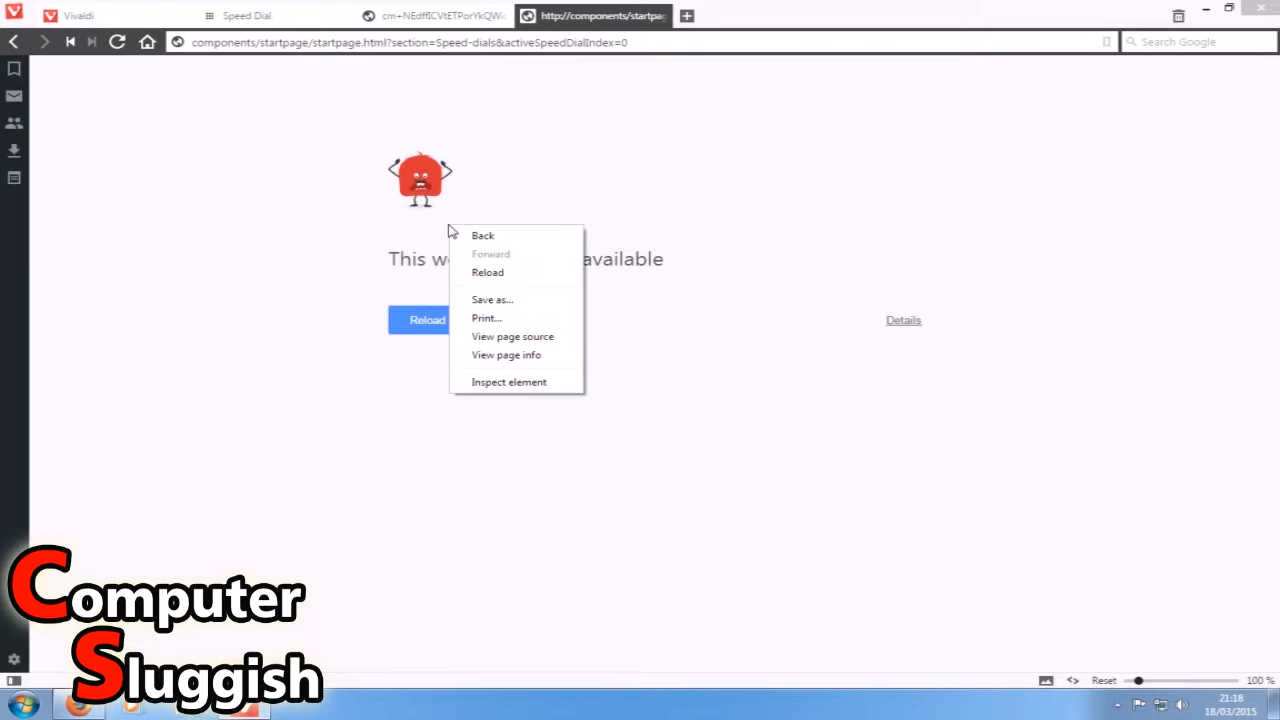 Vivaldi
Speed Dial
cm+NEdffICVtETPorYkQWi
http://components/startpag
components/startpage/startpage.html?section=Speed-dials&activeSpeedDialIndex=0
Search Google
Back
Forward
Reload
Save as...
Print...
View page source
View page info
Inspect element
This we
available
Reload
Details
Computer
Sluggish
Reset
100 %
21:18
18/03/2015